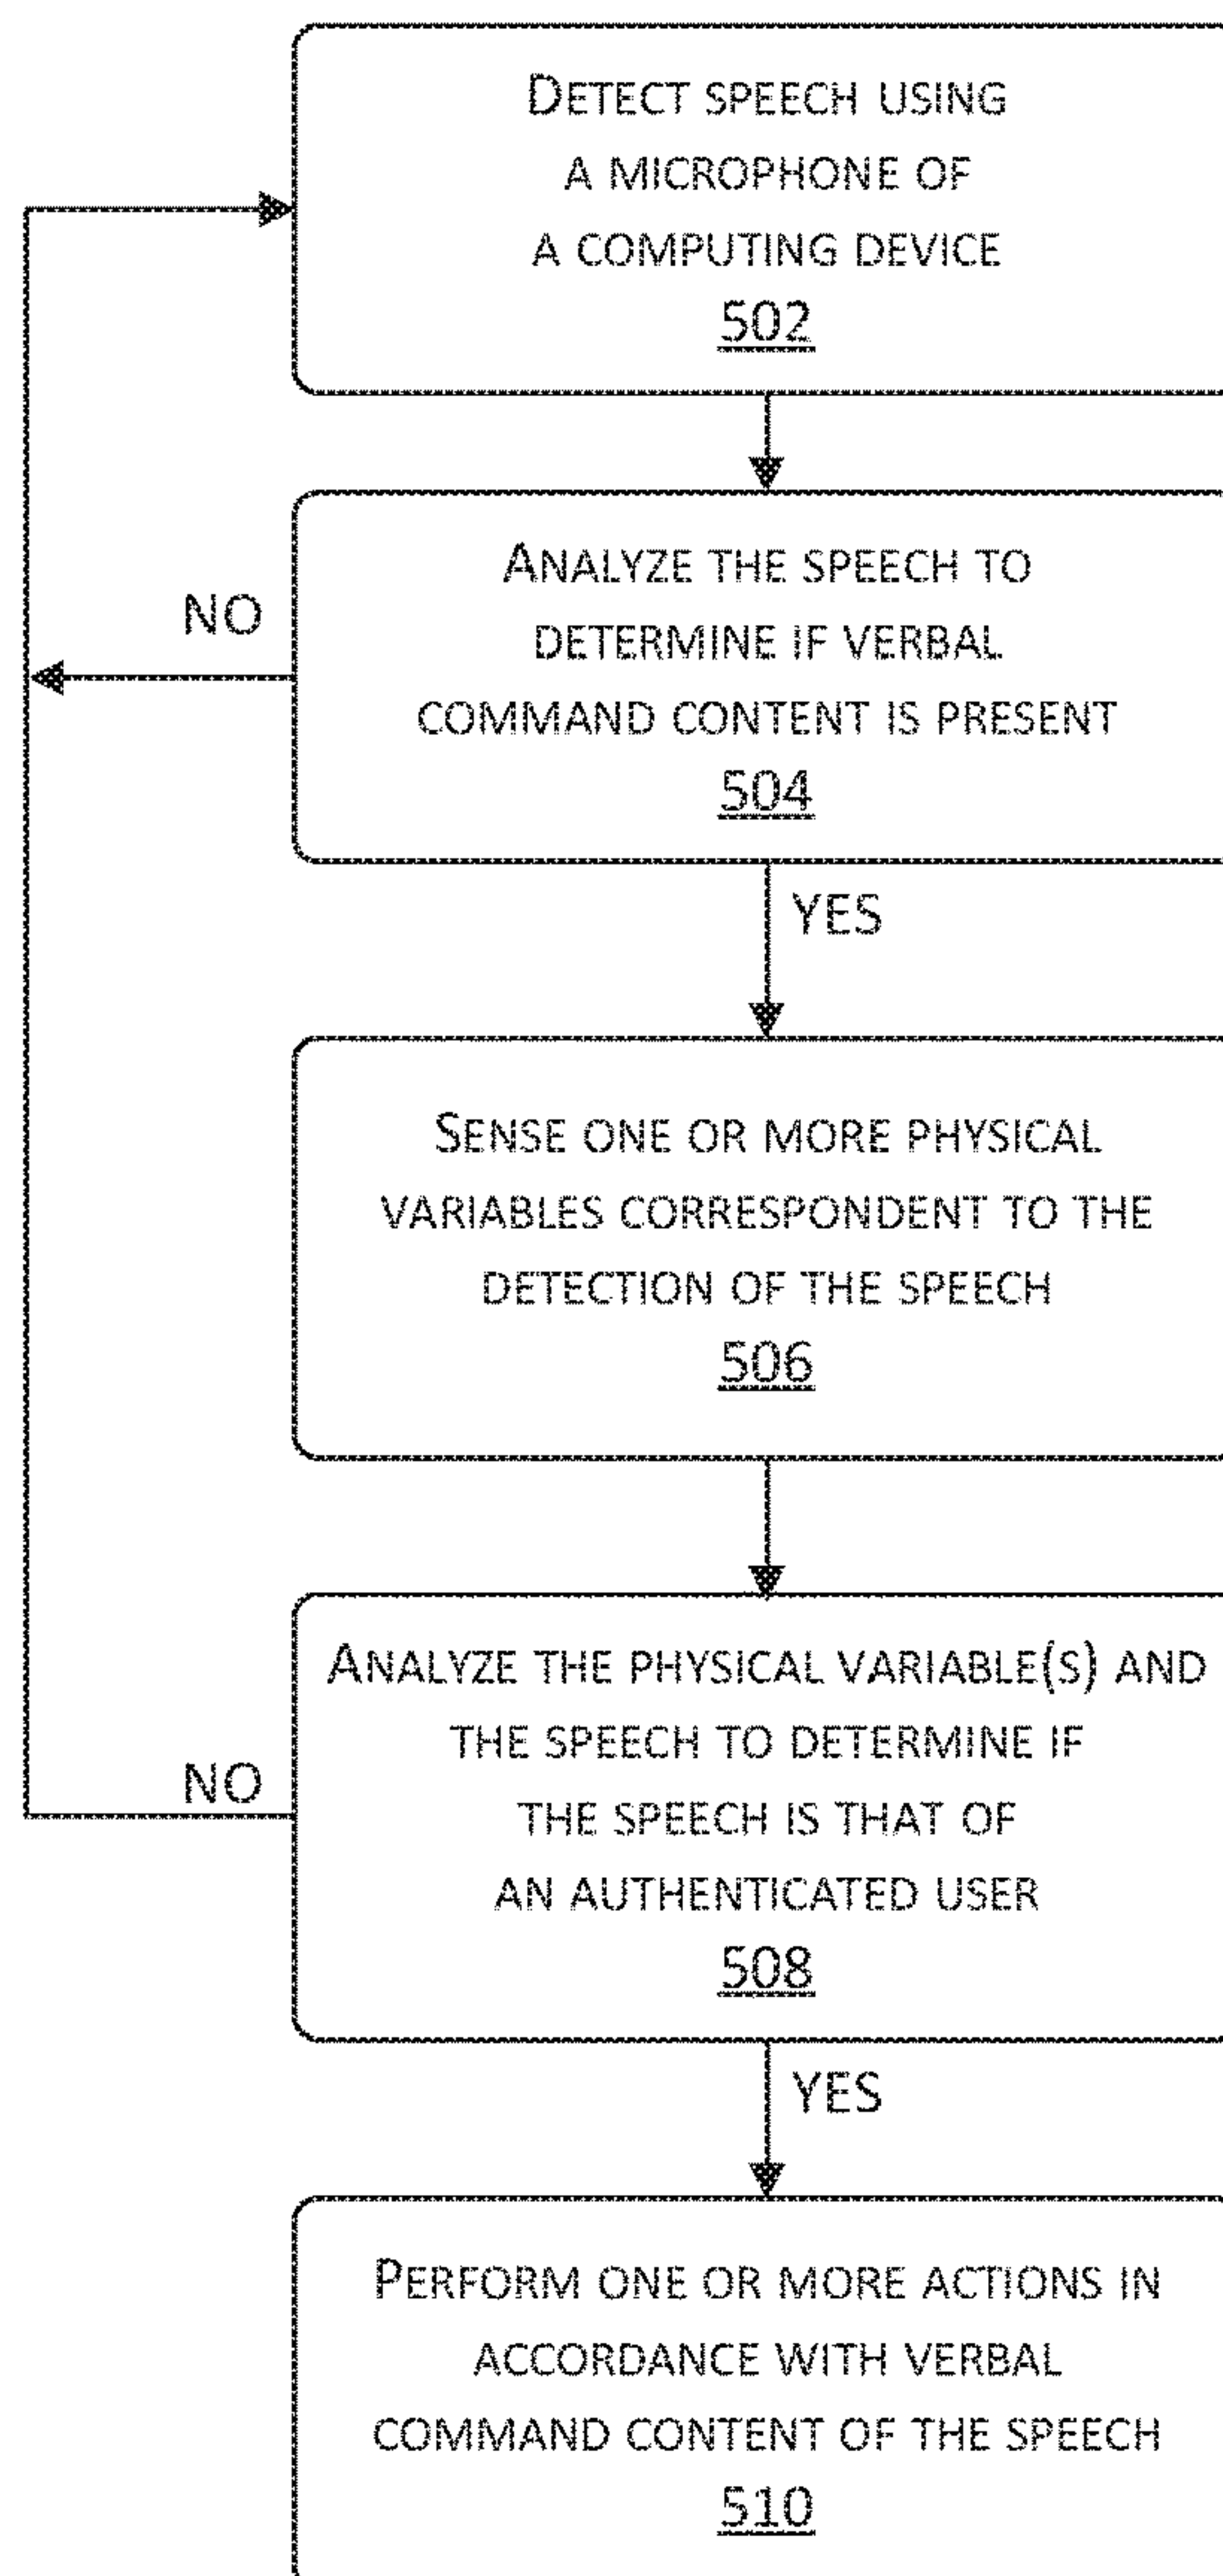 DETECT SPEECH USING
A MICROPHONE OF
A COMPUTING DEVICE
502
ANALYZE THE SPEECH TO
DETERMINE IF VERBAL
COMMAND CONTENT IS PRESENT
504
NO
YES
SENSE ONE OR MORE PHYSICAL
VARIABLES CORRESPONDENT TO THE
DETECTION OF THE SPEECH
506
ANALYZE THE PHYSICAL VARIABLE(S) AND
THE SPEECH TO DETERMINE IF
THE SPEECH IS THAT OF
AN AUTHENTICATED USER
508
NO
YES
PERFORM ONE OR MORE ACTIONS IN
ACCORDANCE WITH VERBAL
COMMAND CONTENT OF THE SPEECH
510